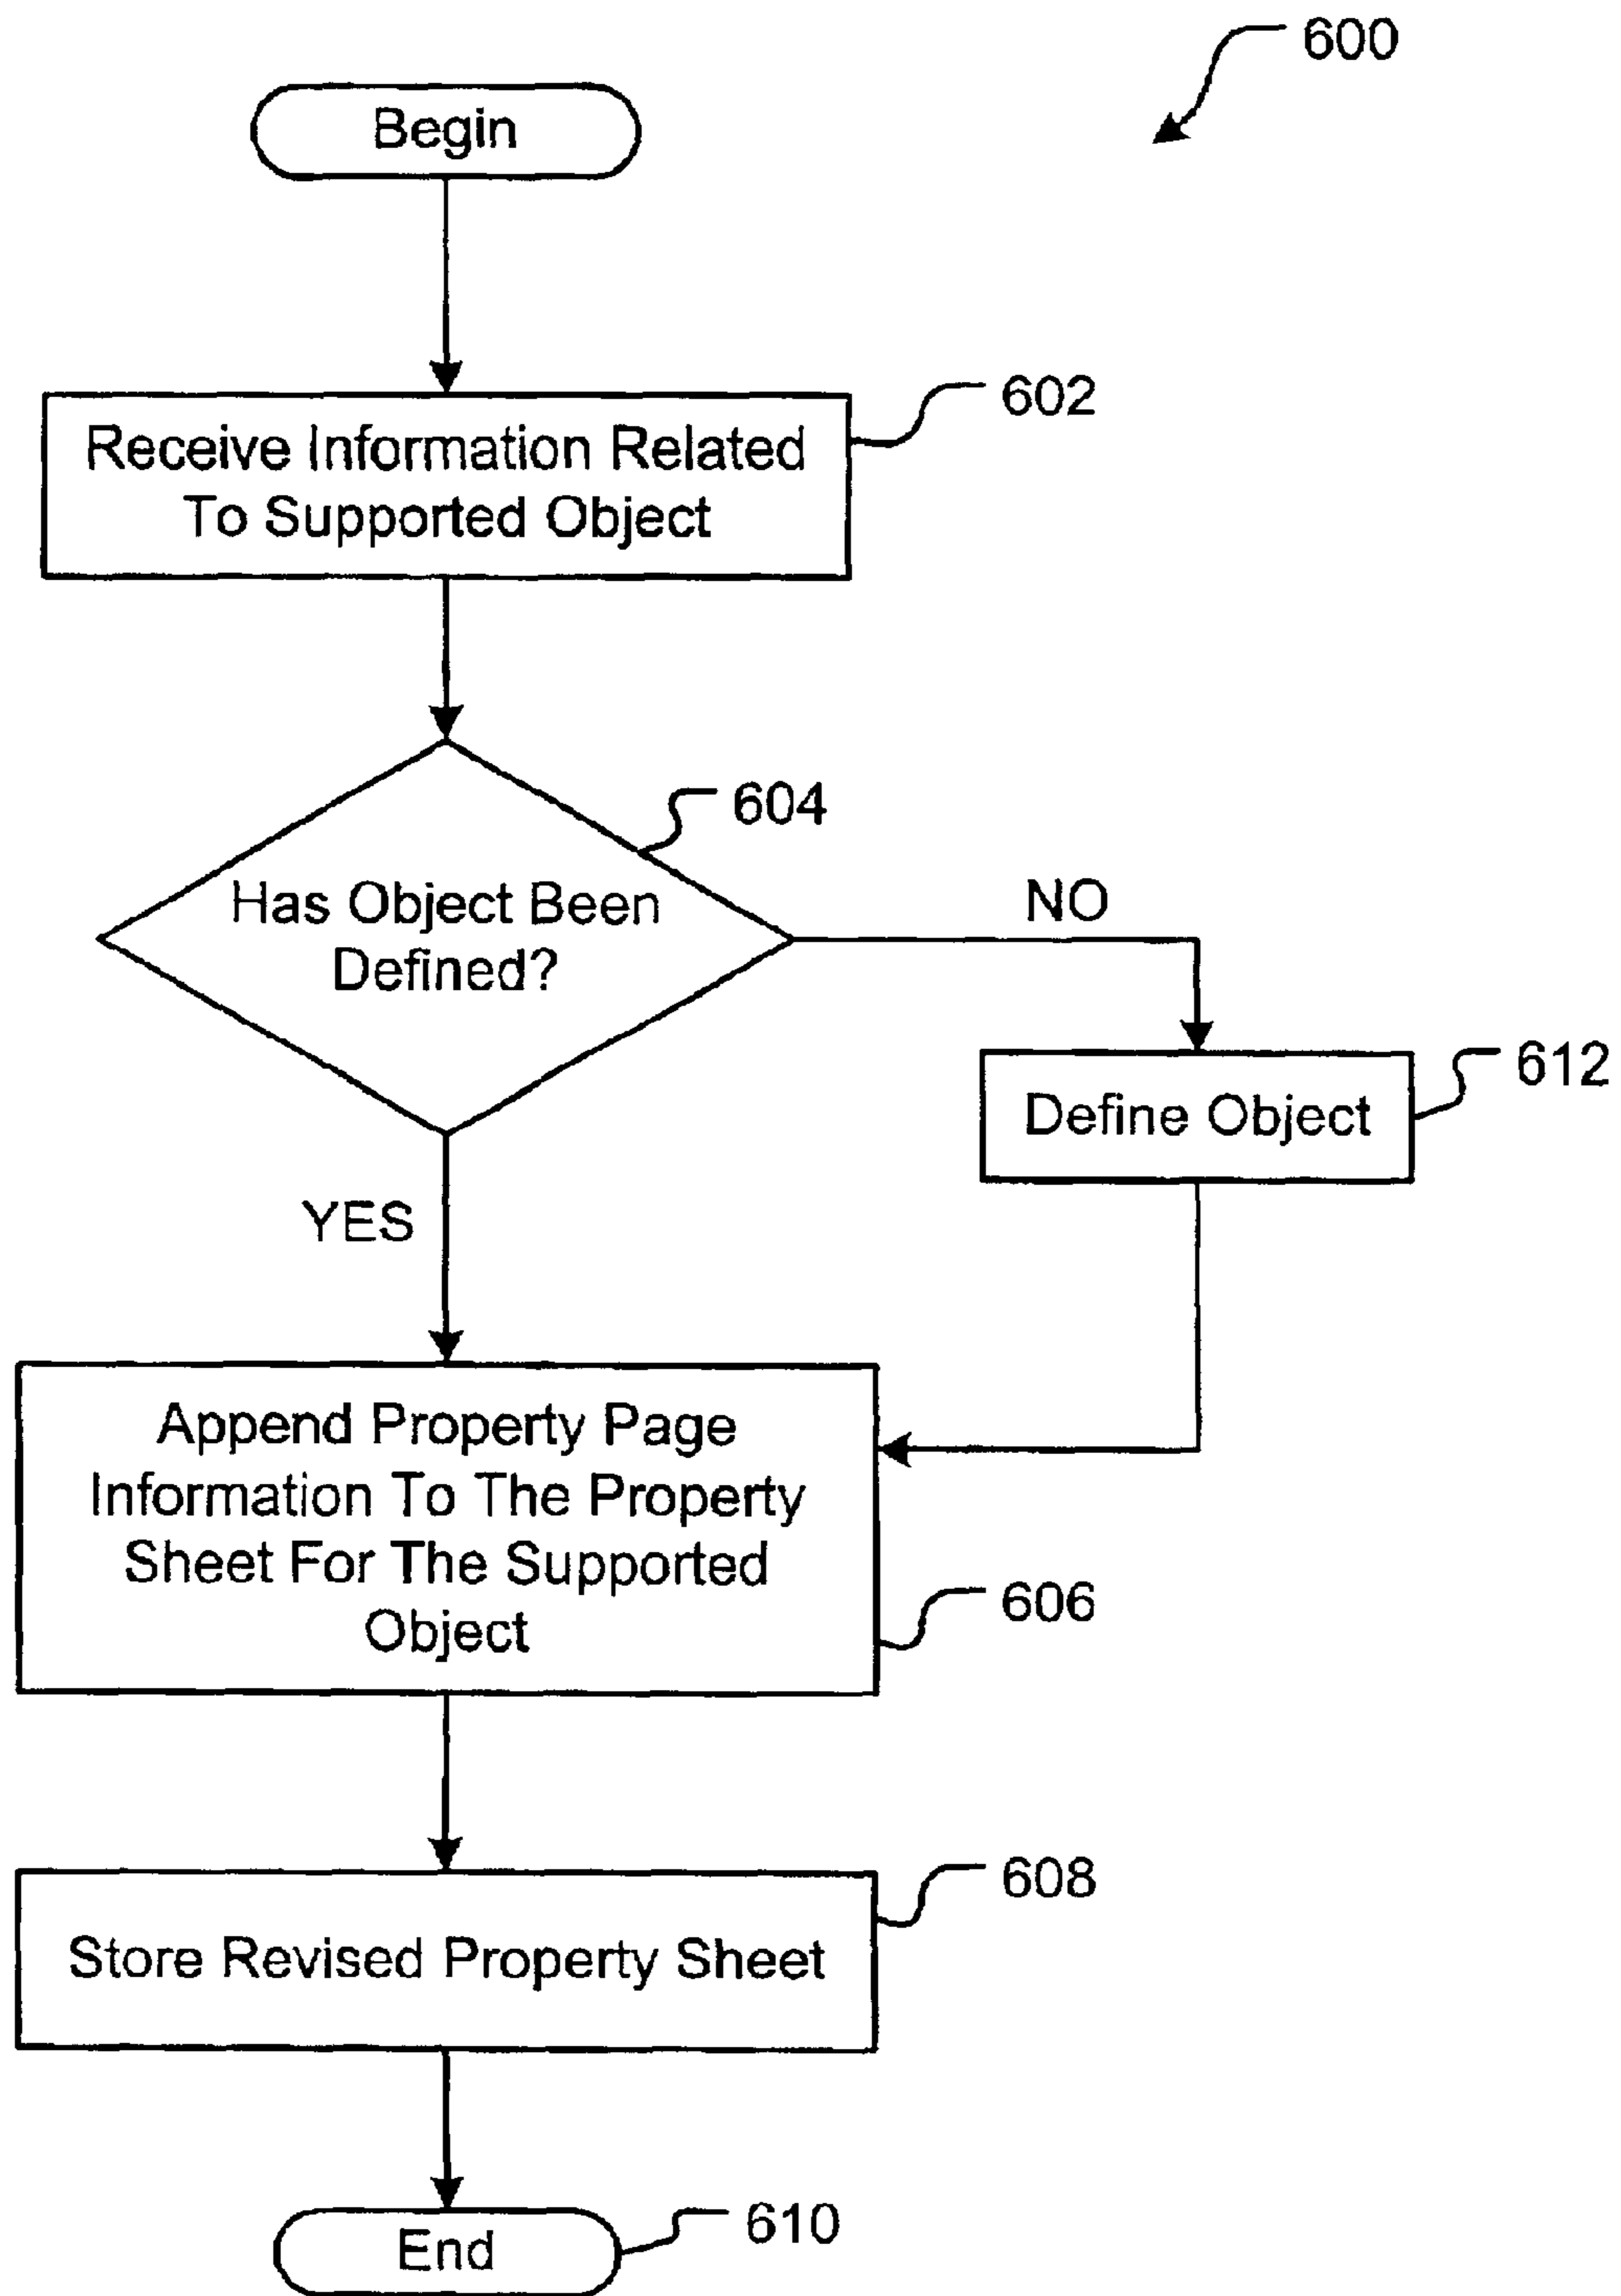 600
Begin
602
Receive Information Related
To Supported Object
604
Has Object Been
Defined?
NO
612
Define Object
YES
Append Property Page
Information To The Property
Sheet For The Supported
Object
606
608
Store Revised Property Sheet
End
610